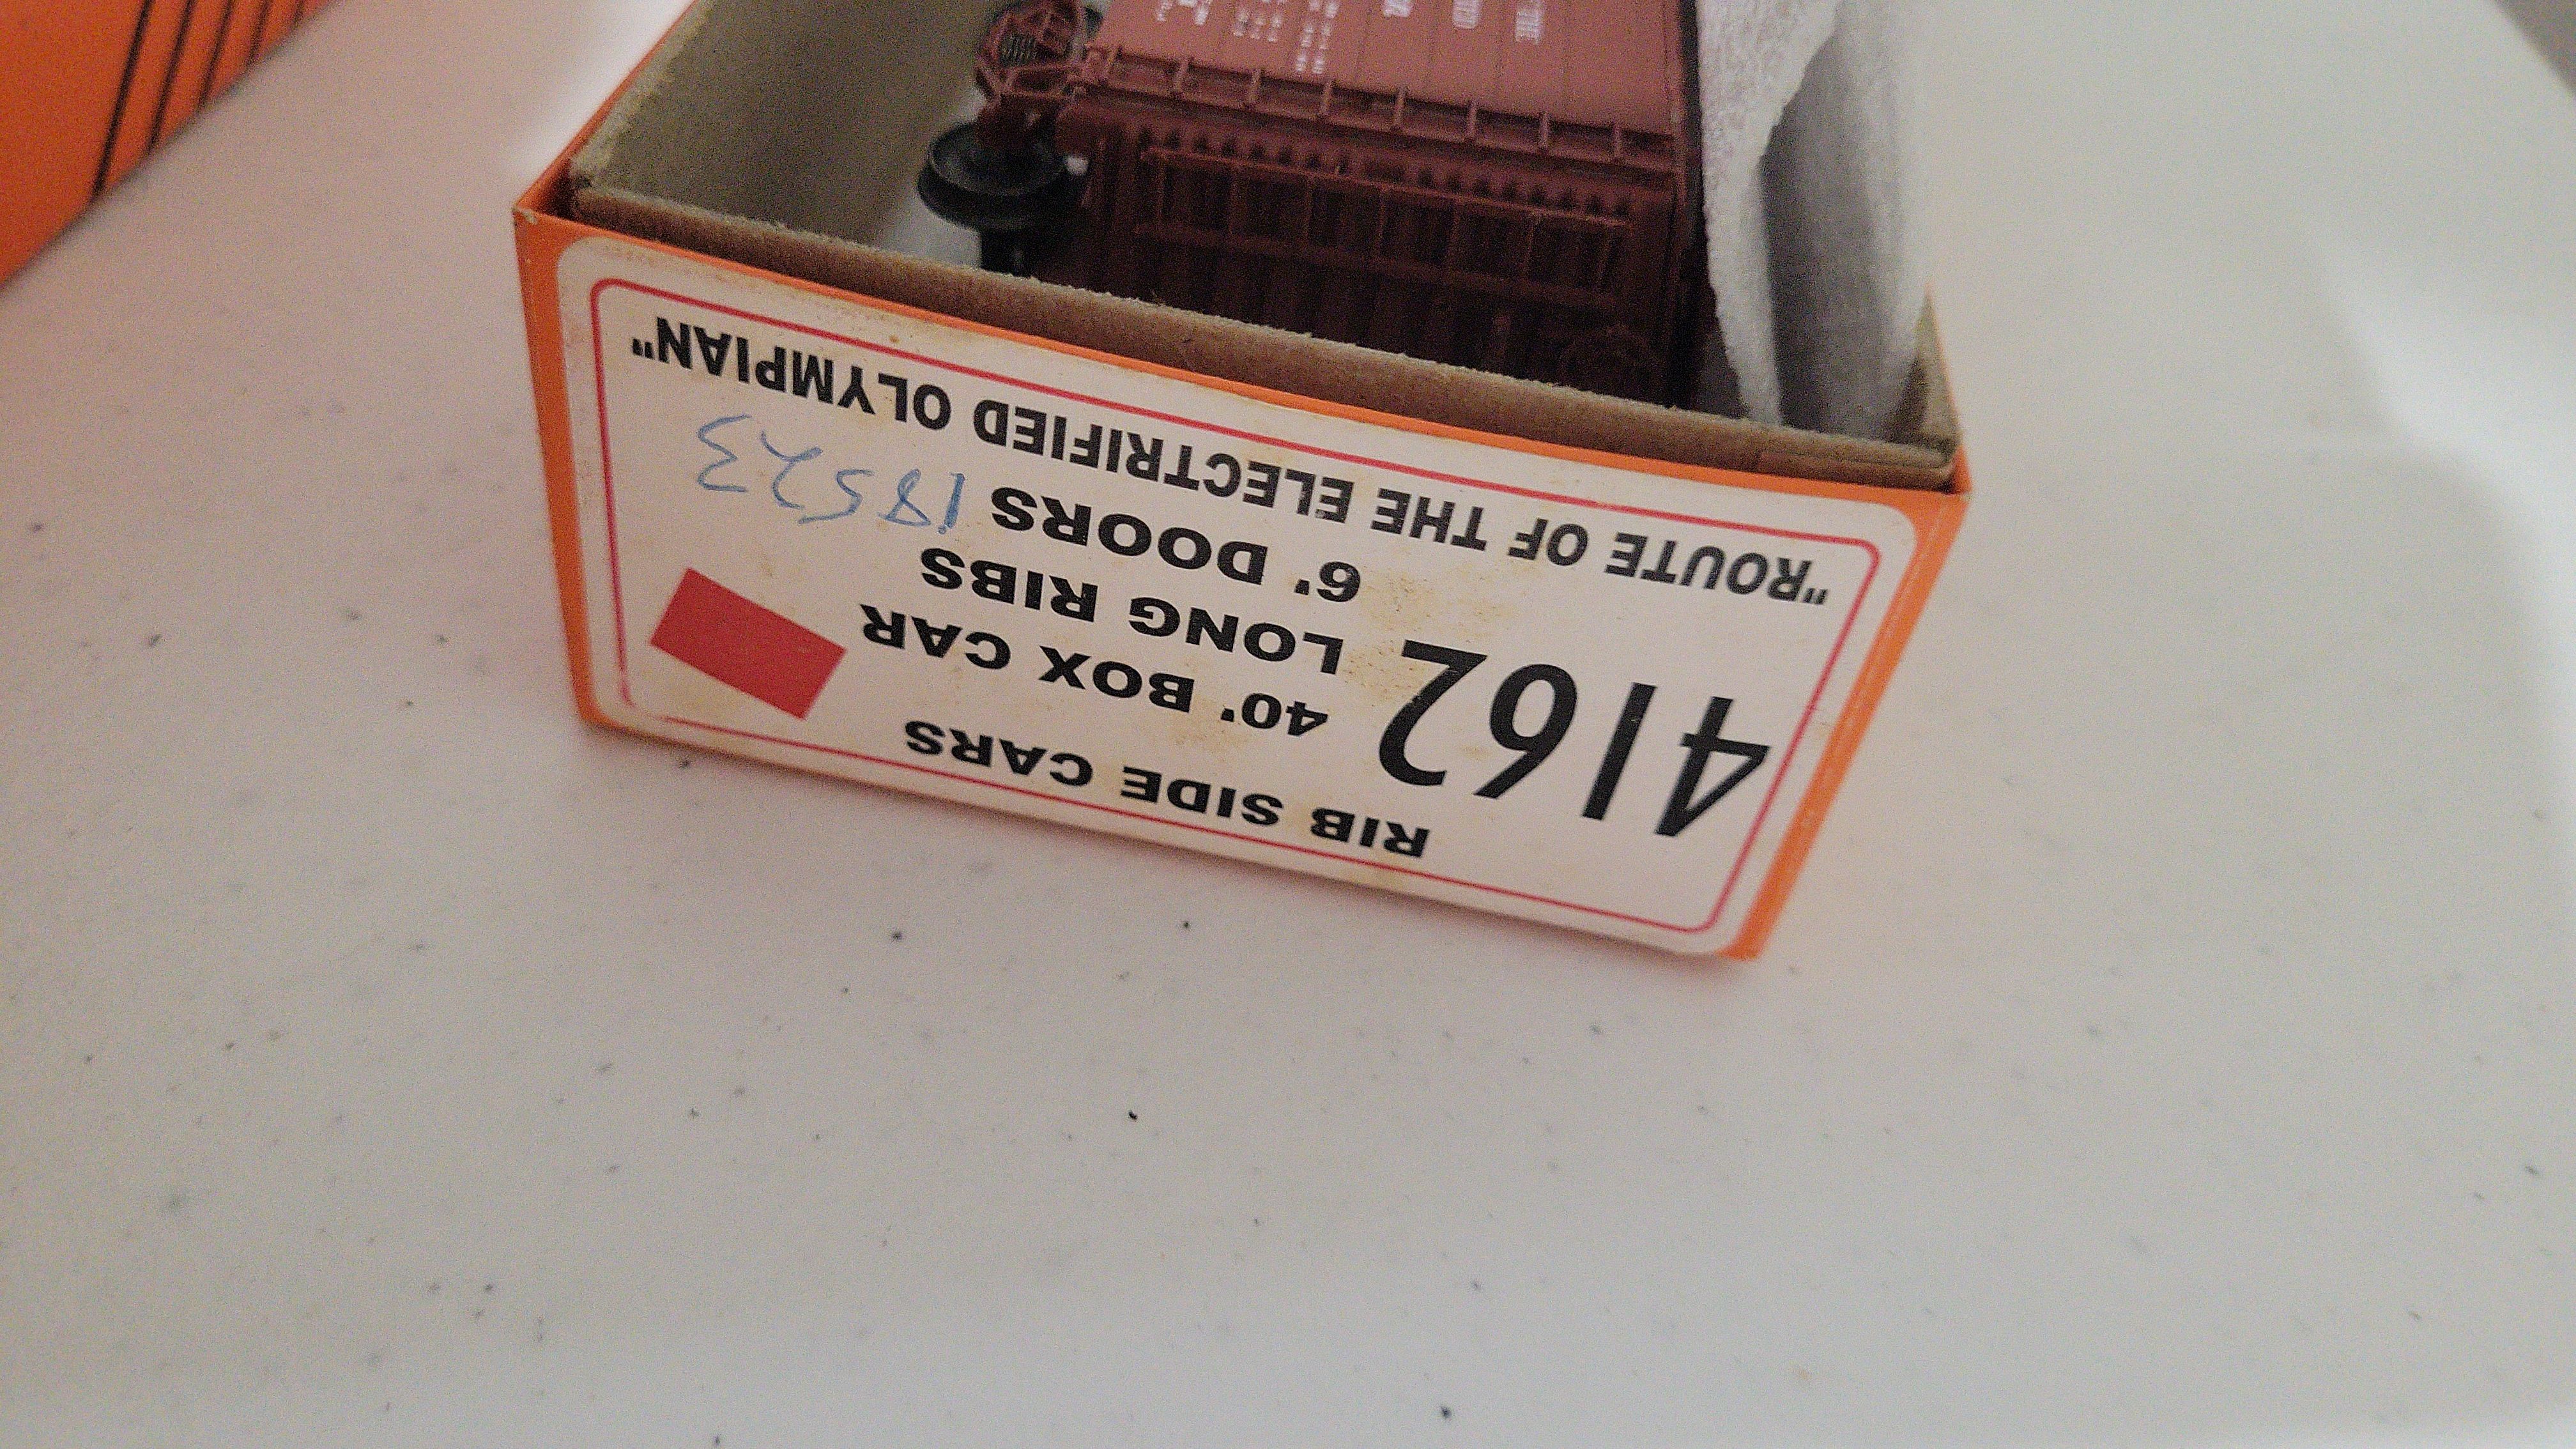 RIB SIDE CARS
4162
40' BOX CAR
LONG RIBS
6' DOORS 18523
"ROUTE OF THE ELECTRIFIED OLYMPIAN"